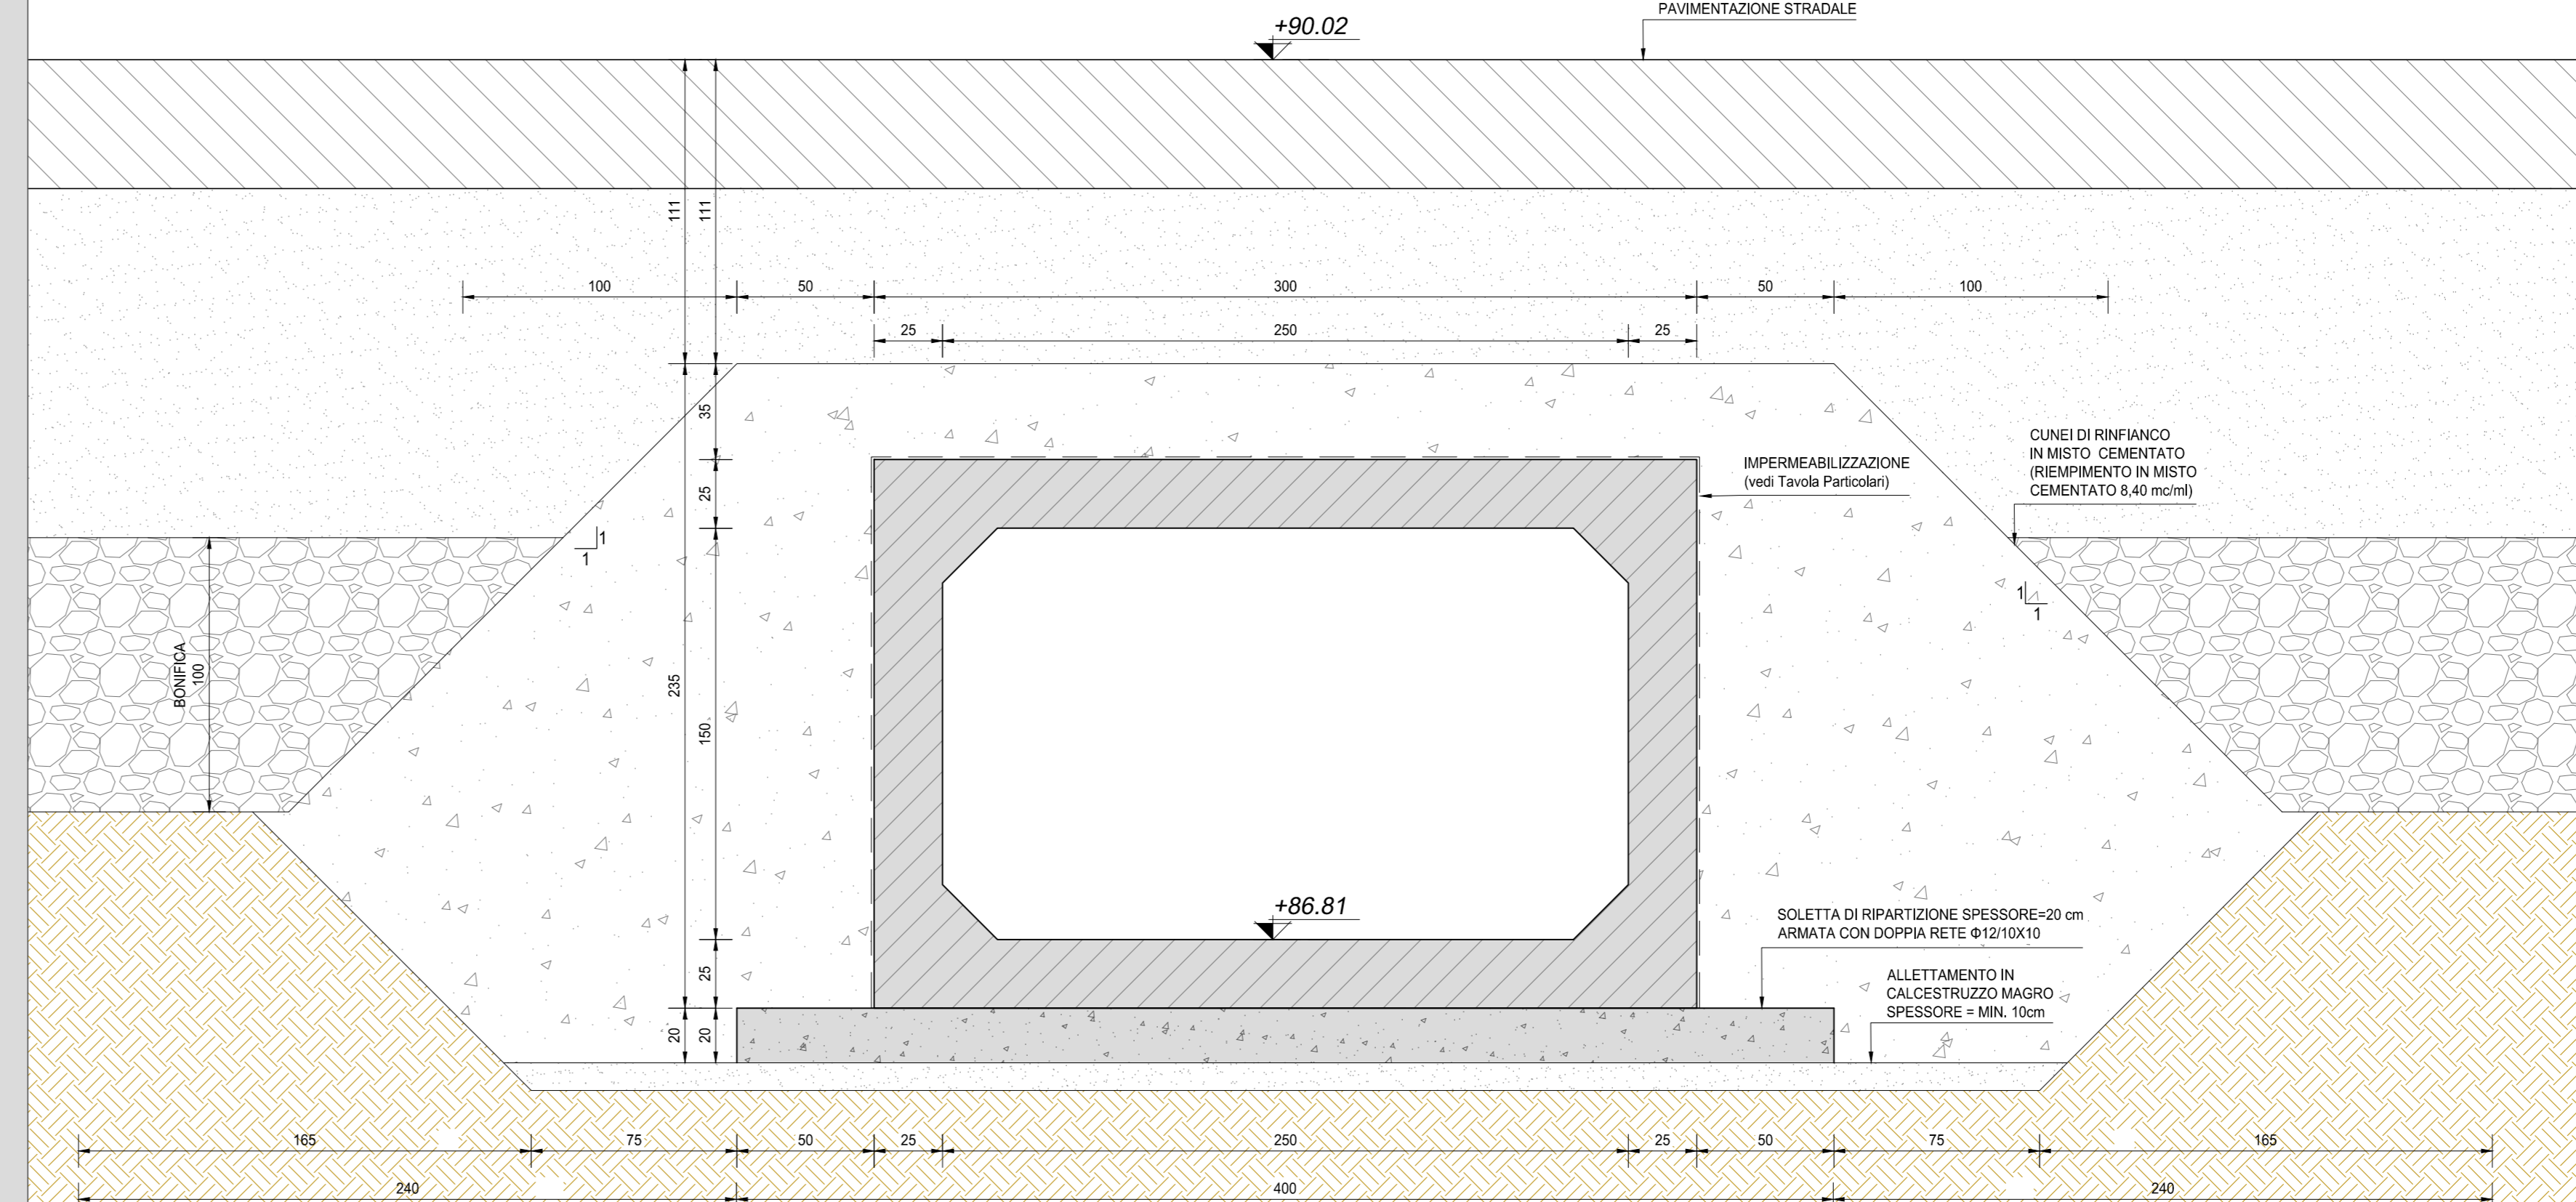 PAVIMENTAZIONE STRADALE
+90.02
111
111
100
50
300
50
100
25
250
25
35
CUNEI DI RINFIANCO
IN MISTO CEMENTATO
(RIEMPIMENTO IN MISTO
CEMENTATO 8,40 mc/ml)
IMPERMEABILIZZAZIONE
(vedi Tavola Particolari)
25
1
1
1
1
BONIFICA
100
235
150
+86.81
SOLETTA DI RIPARTIZIONE SPESSORE=20 cm
ARMATA CON DOPPIA RETE Φ12/10X10
25
ALLETTAMENTO IN
CALCESTRUZZO MAGRO
SPESSORE = MIN. 10cm
20
20
165
75
50
25
250
25
50
75
165
240
400
240